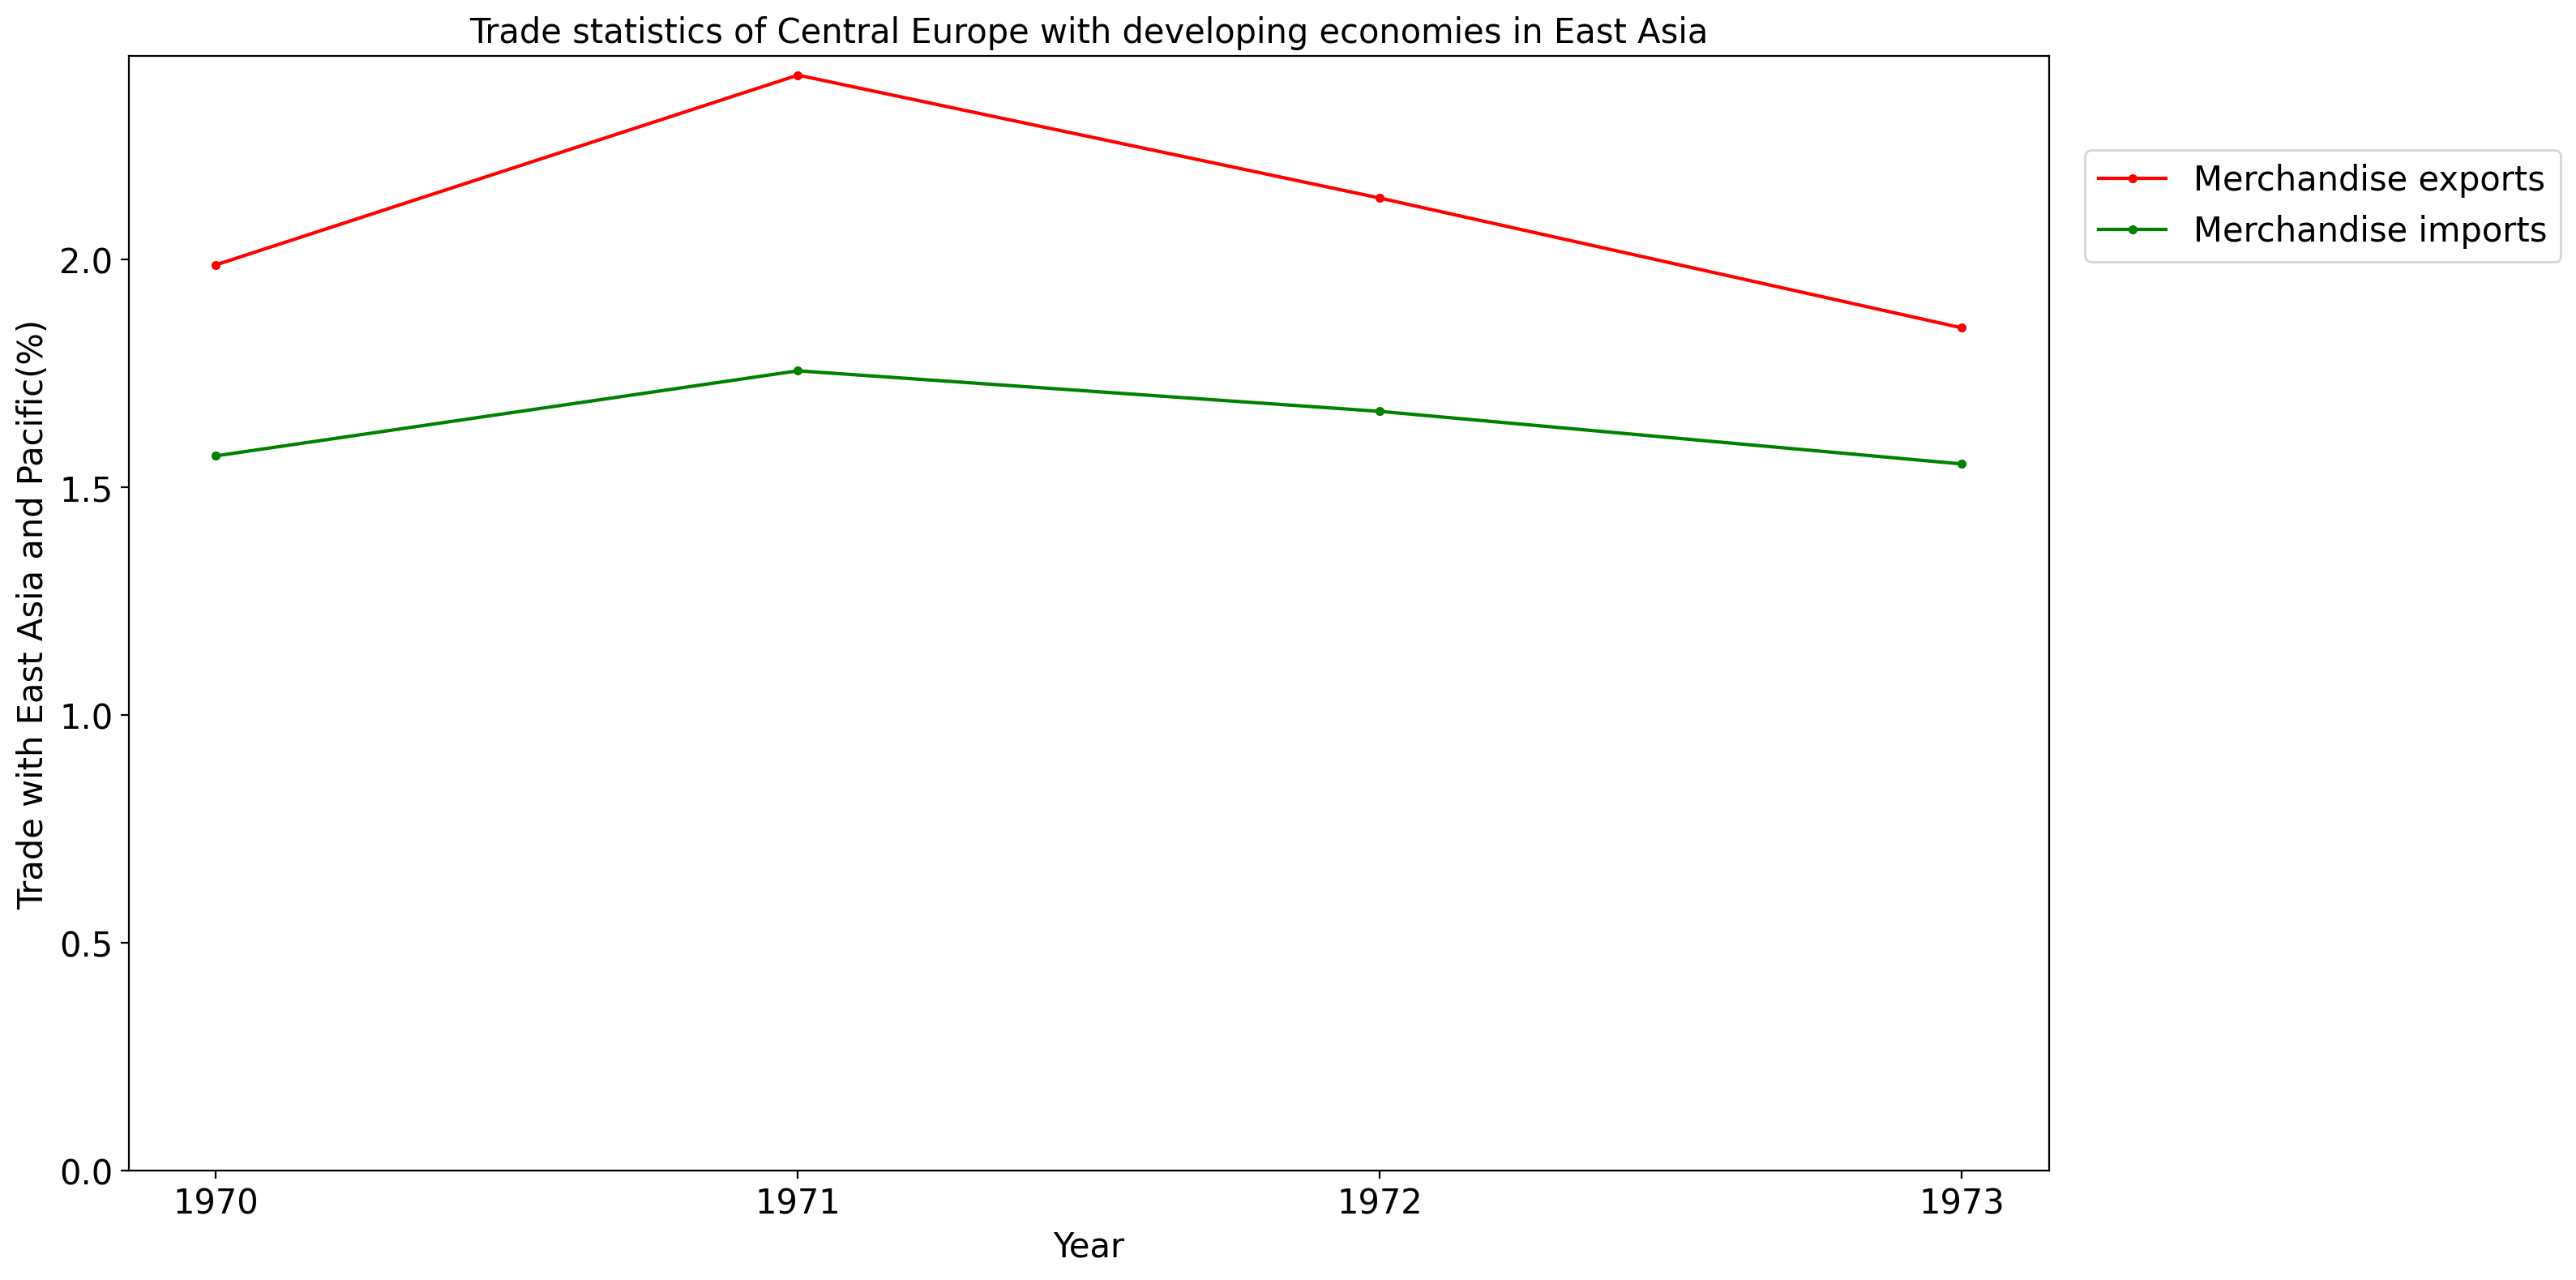 Trade statistics of Central Europe with developing economies in East Asia
Trade with East Asia and Pacific(%)
2.0
1.5
1.0
0.5
0.0
1970
1971
1972
1973
Year
Merchandise exports
Merchandise imports